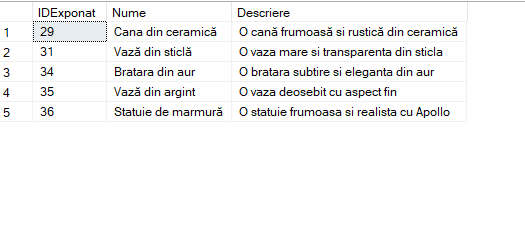 IDExponat Nume Descriere
1 29 Cana din ceramică O cană frumoasă si rustică din ceramică
2 31 Vază din sticlă O vaza mare si transparenta din sticla
3 34 Bratara din aur O bratara subtire si eleganta din aur
4 35 Vază din argint O vaza deosebit cu aspect fin
5 36 Statuie de marmură O statuie frumoasa si realista cu Apollo